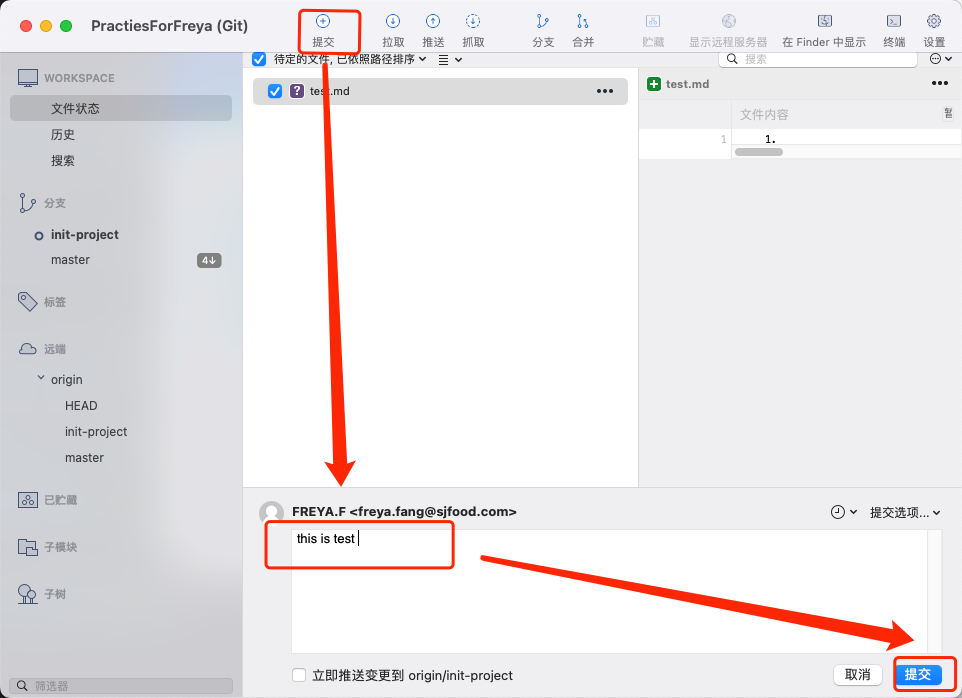 PractiesForFreya (Git)
提交
拉取
推送
抓取
分支
合并
贮藏
显示远程服务器
在 Finder 中显示
终端
设置
待定的文件, 已依照路径排序
搜索
WORKSPACE
文件状态
历史
搜索
分支
init-project
master
4↓
标签
远端
origin
HEAD
init-project
master
已贮藏
子模块
子树
筛选器
? test.md •••
test.md •••
文件内容
1 1.
FREYA.F <freya.fang@sjfood.com>
提交选项...
this is test
立即推送变更到 origin/init-project
取消
提交